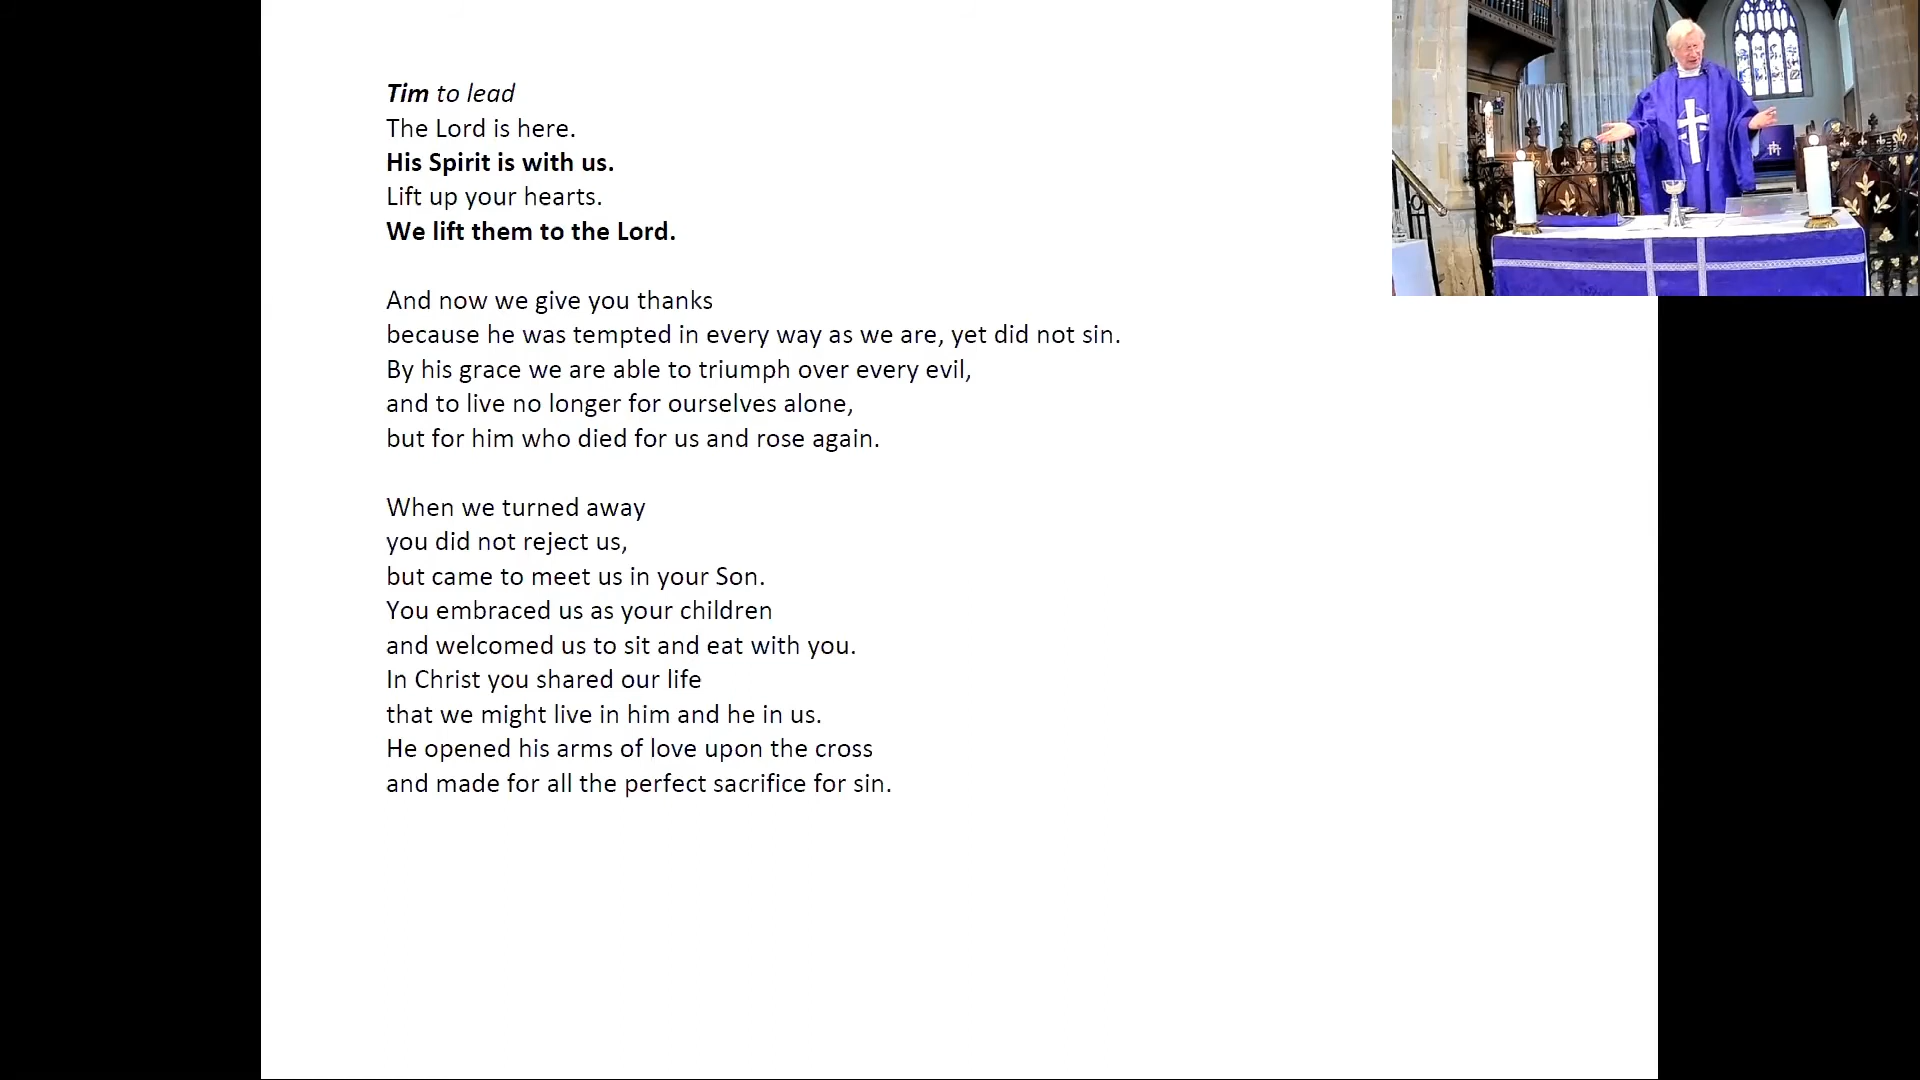 Tim to lead
The Lord is here.
His Spirit is with us.
Lift up your hearts.
We lift them to the Lord.
And now we give you thanks
because he was tempted in every way as we are, yet did not sin.
By his grace we are able to triumph over every evil,
and to live no longer for ourselves alone,
but for him who died for us and rose again.
When we turned away
you did not reject us,
but came to meet us in your Son.
You embraced us as your children
and welcomed us to sit and eat with you.
In Christ you shared our life
that we might live in him and he in us.
He opened his arms of love upon the cross
and made for all the perfect sacrifice for sin.